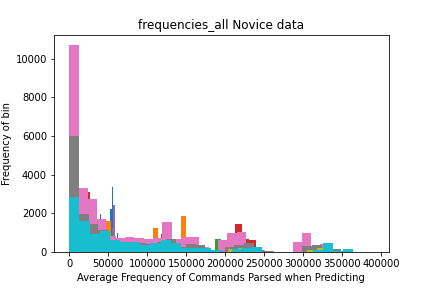 frequencies_all Novice data
Frequency of bin
10000
8000
6000
4000
2000
0
0 50000 100000 150000 200000 250000 300000 350000 400000
Average Frequency of Commands Parsed when Predicting